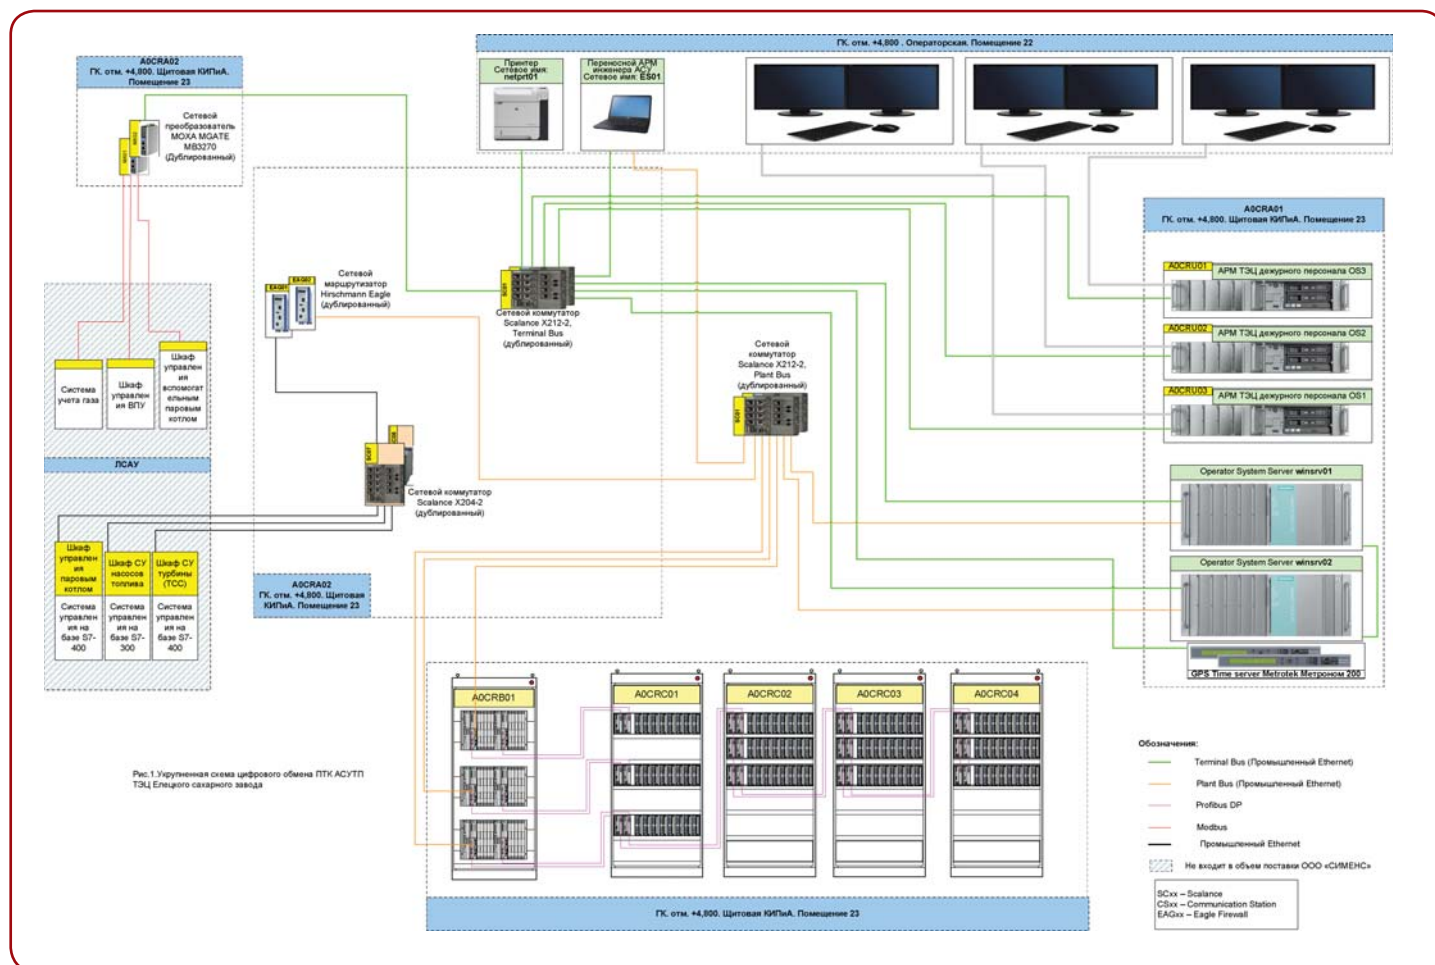 ГК. отм. +4,800 . Операторская. Помещение 22
A0CRA02
ГК. отм. +4,800. Щитовая КИПиА.
Помещение 23
Принтер
Сетевое имя:
netprt01
Переносной АРМ
инженера АСУ
Сетевое имя: ES01
Сетевой
преобразователь
MOXA MGATE
MB3270
(Дублированный)
A0CRA01
ГК. отм. +4,800. Щитовая КИПиА. Помещение 23
EAG01
EAG02
Сетевой
маршрутизатор
Hirschmann Eagle
(дублированный)
SC01
Сетевой коммутатор
Scalance X212-2,
Terminal Bus
(дублированный)
A0CRU01
АРМ ТЭЦ дежурного персонала OS3
A0CRU02
АРМ ТЭЦ дежурного персонала OS2
A0CRU03
АРМ ТЭЦ дежурного персонала OS1
Сетевой
коммутатор
Scalance X212-2,
Plant Bus
(дублированный)
SC01
Система
учета газа
Шкаф
управлен
ия ВПУ
Шкаф
управлен
ия
вспомогат
ельным
паровым
котлом
ЛСАУ
SC07
Сетевой коммутатор
Scalance X204-2
(дублированный)
Operator System Server winsrv01
Operator System Server winsrv02
GPS Time server Metrotek Метроном 200
Шкаф
управлен
ия
паровым
котлом
Шкаф СУ
насосов
топлива
Шкаф СУ
турбины
(ТСС)
Система
управлен
ия на
базе S7-
400
Система
управлен
ия на
базе S7-
300
Система
управлен
ия на
базе S7-
400
A0CRA02
ГК. отм. +4,800. Щитовая
КИПиА. Помещение 23
A0CRB01
A0CRC01
A0CRC02
A0CRC03
A0CRC04
ГК. отм. +4,800. Щитовая КИПиА. Помещение 23
Рис.1.Укрупненная схема цифрового обмена ПТК АСУТП
ТЭЦ Елецкого сахарного завода
Обозначения:
Terminal Bus (Промышленный Ethernet)
Plant Bus (Промышленный Ethernet)
Profibus DP
Modbus
Промышленный Ethernet
Не входит в объем поставки ООО «СИМЕНС»
SCxx – Scalance
CSxx – Communication Station
EAGxx – Eagle Firewall